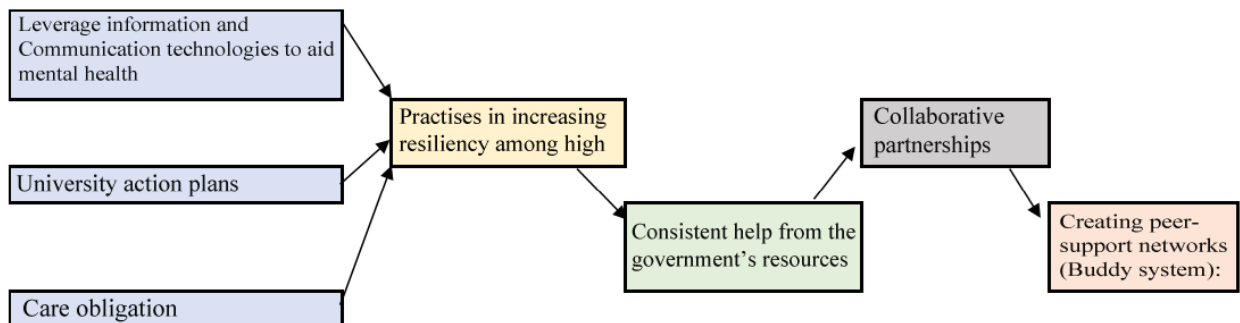 Leverage information and
Communication technologies to aid
mental health
University action plans
Care obligation
Practises in increasing
resiliency among high
Consistent help from the
government’s resources
Collaborative
partnerships
Creating peer-
support networks
(Buddy system):